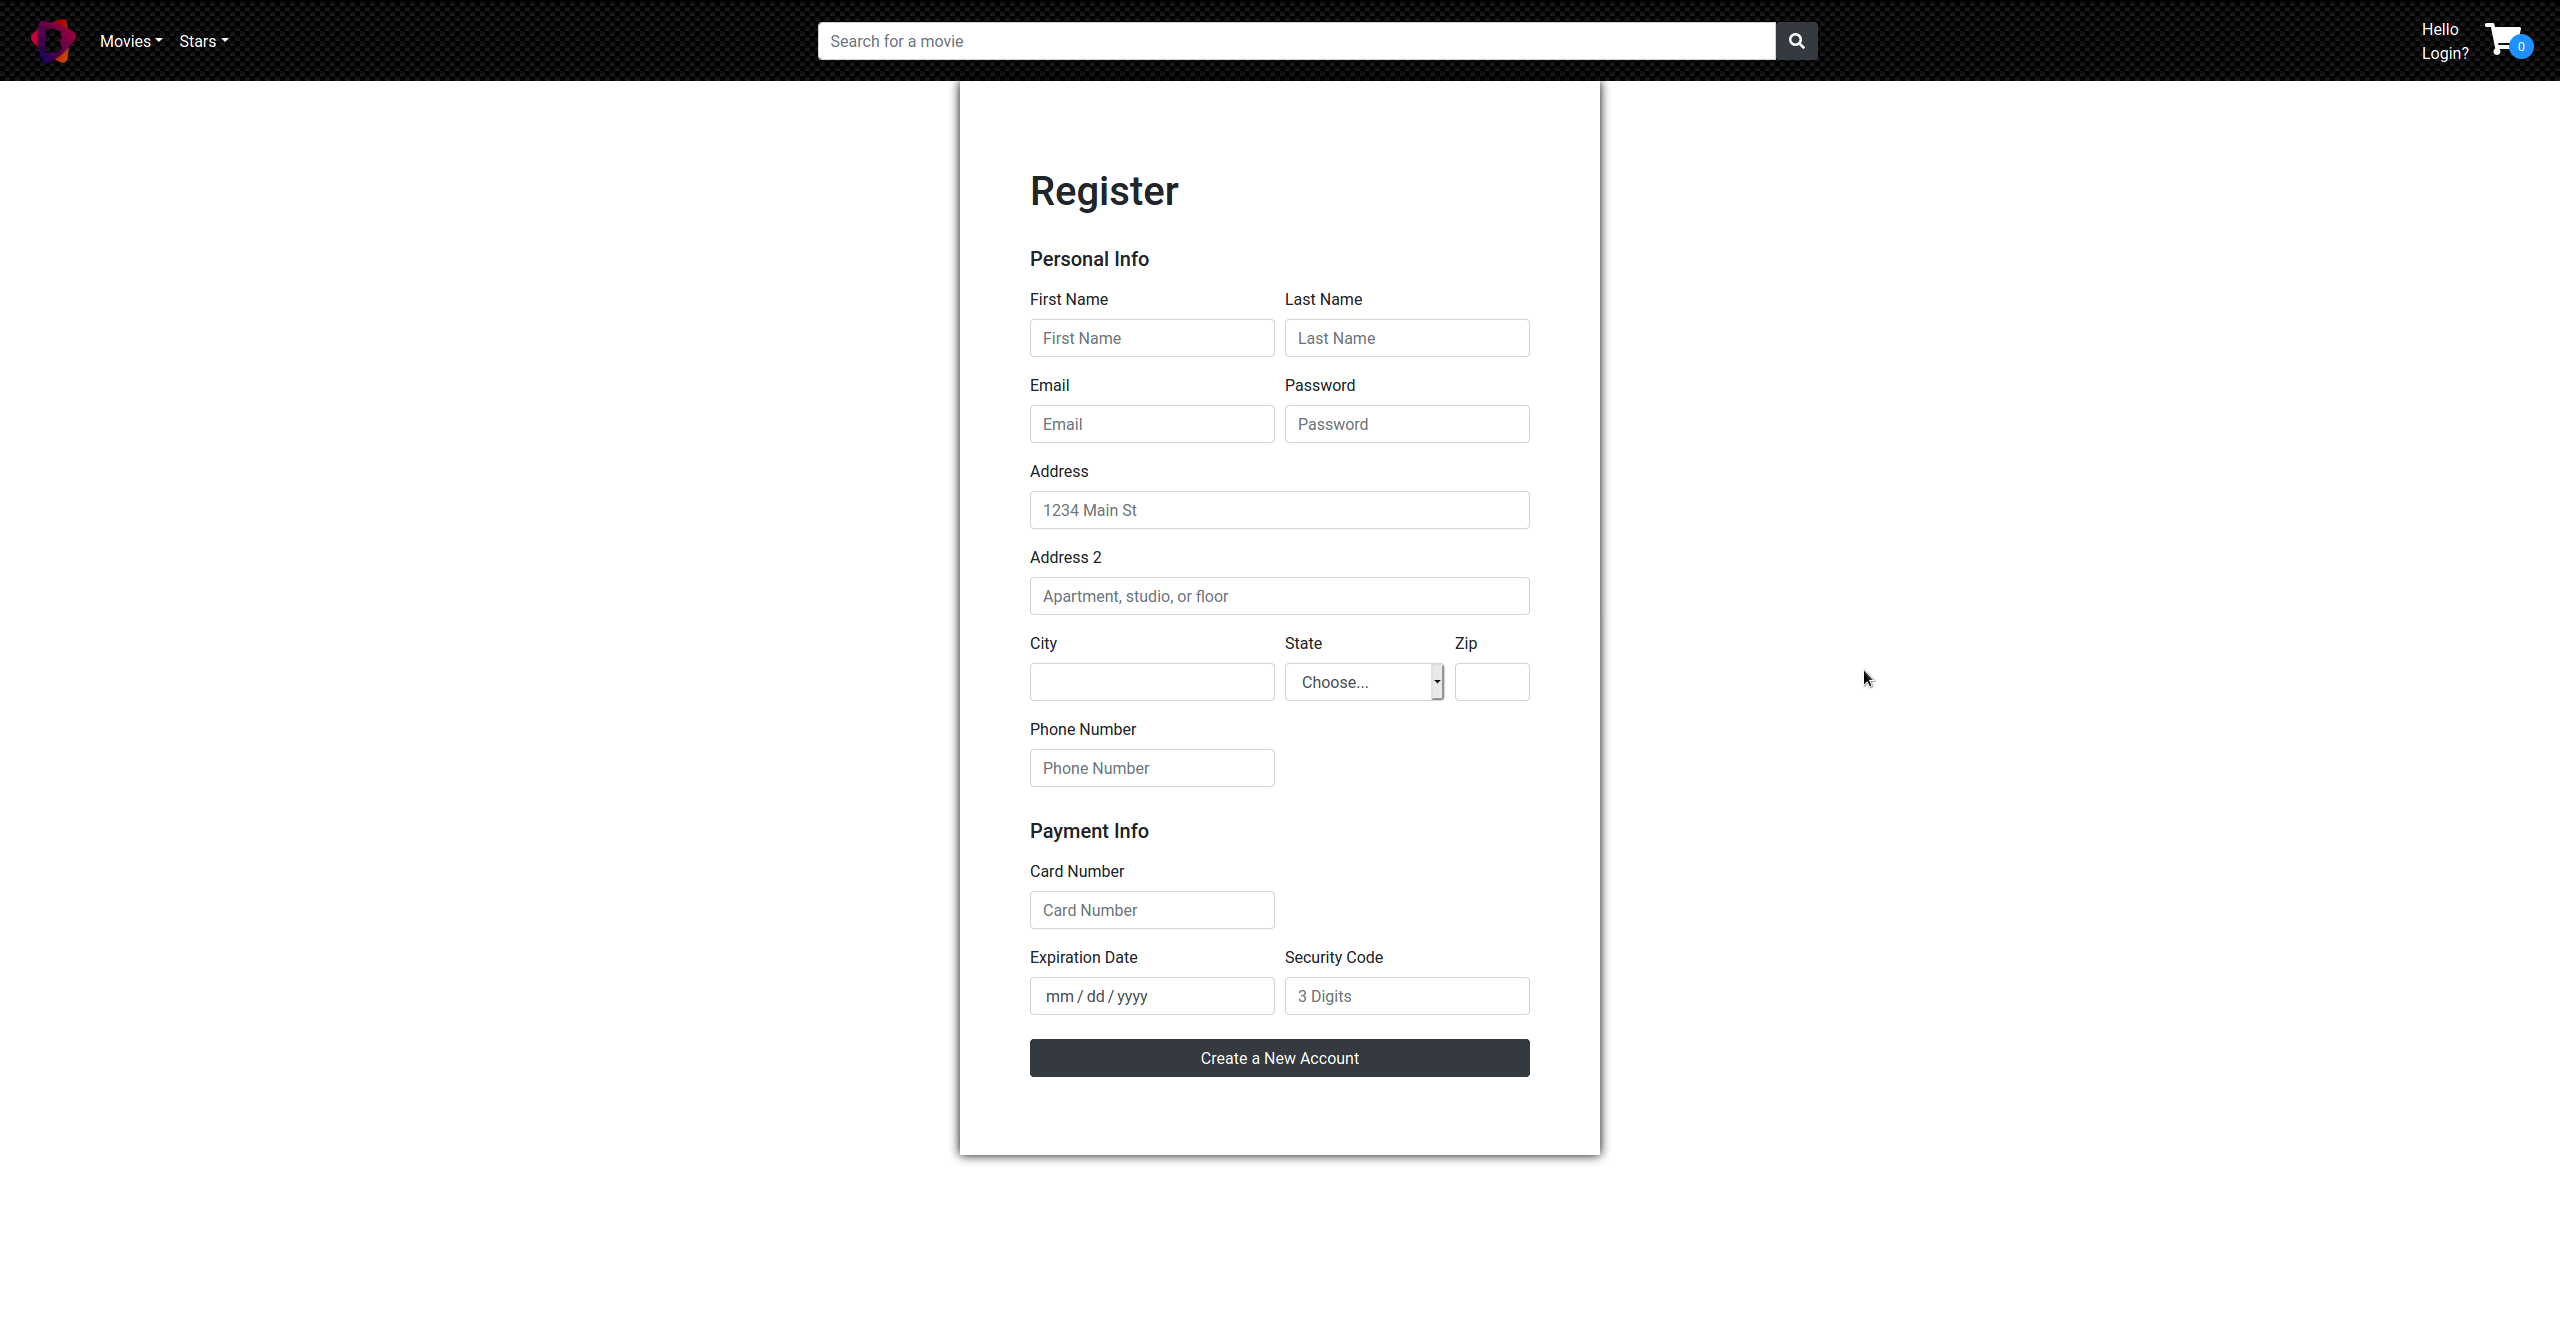 Movies Stars Search for a movie Hello
Login? 0
Register
Personal Info
First Name Last Name
First Name Last Name
Email Password
Email Password
Address
1234 Main St
Address 2
Apartment, studio, or floor
City State Zip
Choose...
Phone Number
Phone Number
Payment Info
Card Number
Card Number
Expiration Date Security Code
mm / dd / yyyy 3 Digits
Create a New Account